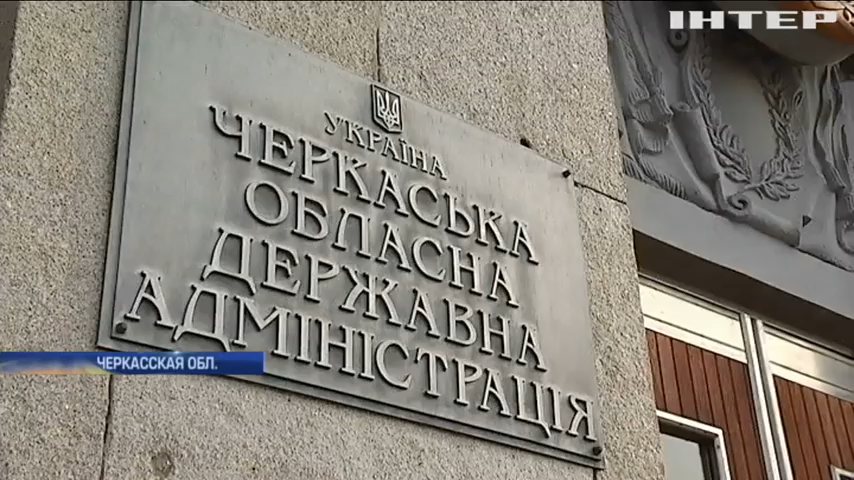 ІНТЕР
УКРАЇНА
ЧЕРКАСЬКА
ОБЛАСНА
ДЕРЖАВНА
АДМІНІСТРАЦІЯ
ЧЕРКАССКАЯ ОБЛ.